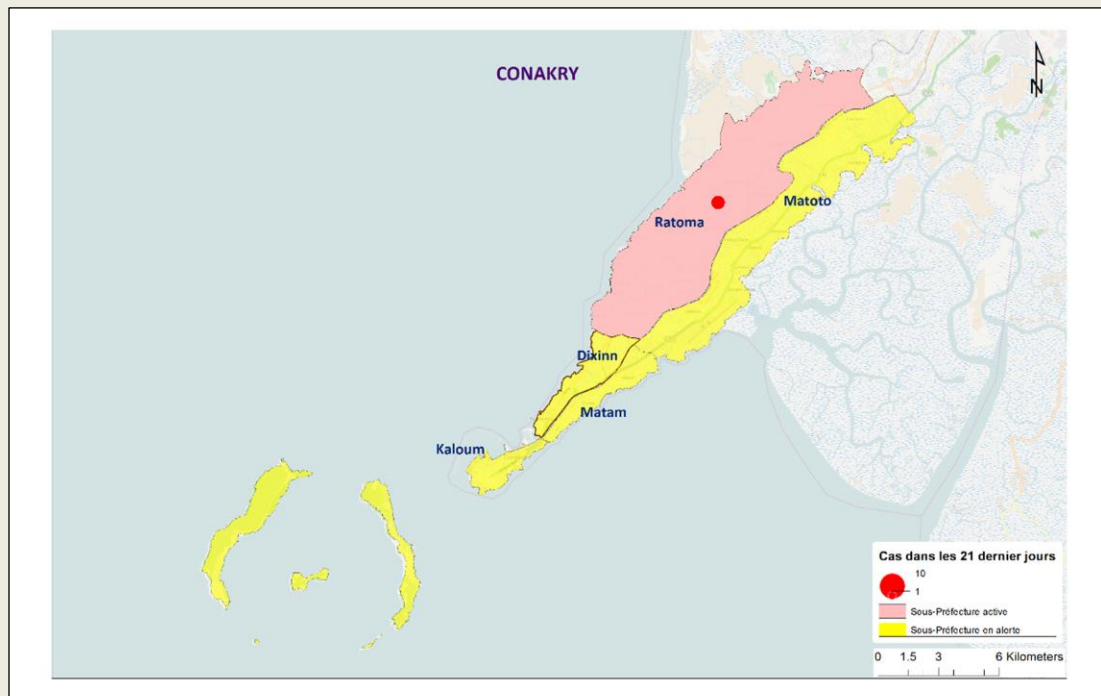 CONAKRY
N
Ratoma
Matoto
Dixinn
Matam
Kaloum
Cas dans les 21 dernier jours
10
1
Sous-Préfecture active
Sous-Préfecture en alerte
0 1.5 3 6 Kilometers